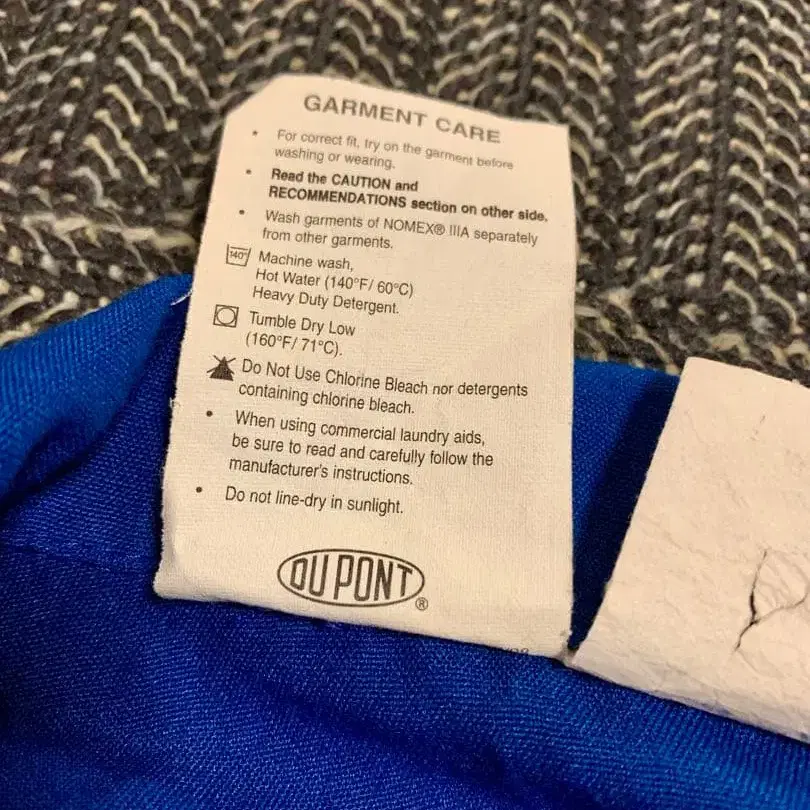 GARMENT CARE
• For correct fit, try on the garment before
washing or wearing.
• Read the CAUTION and
RECOMMENDATIONS section on other side.
• Wash garments of NOMEX® IIIA separately
from other garments.
140° Machine wash,
Hot Water (140°F/ 60°C)
Heavy Duty Detergent.
Tumble Dry Low
(160°F/ 71°C).
Do Not Use Chlorine Bleach nor detergents
containing chlorine bleach.
• When using commercial laundry aids,
be sure to read and carefully follow the
manufacturer's instructions.
• Do not line-dry in sunlight.
DU PONT ®